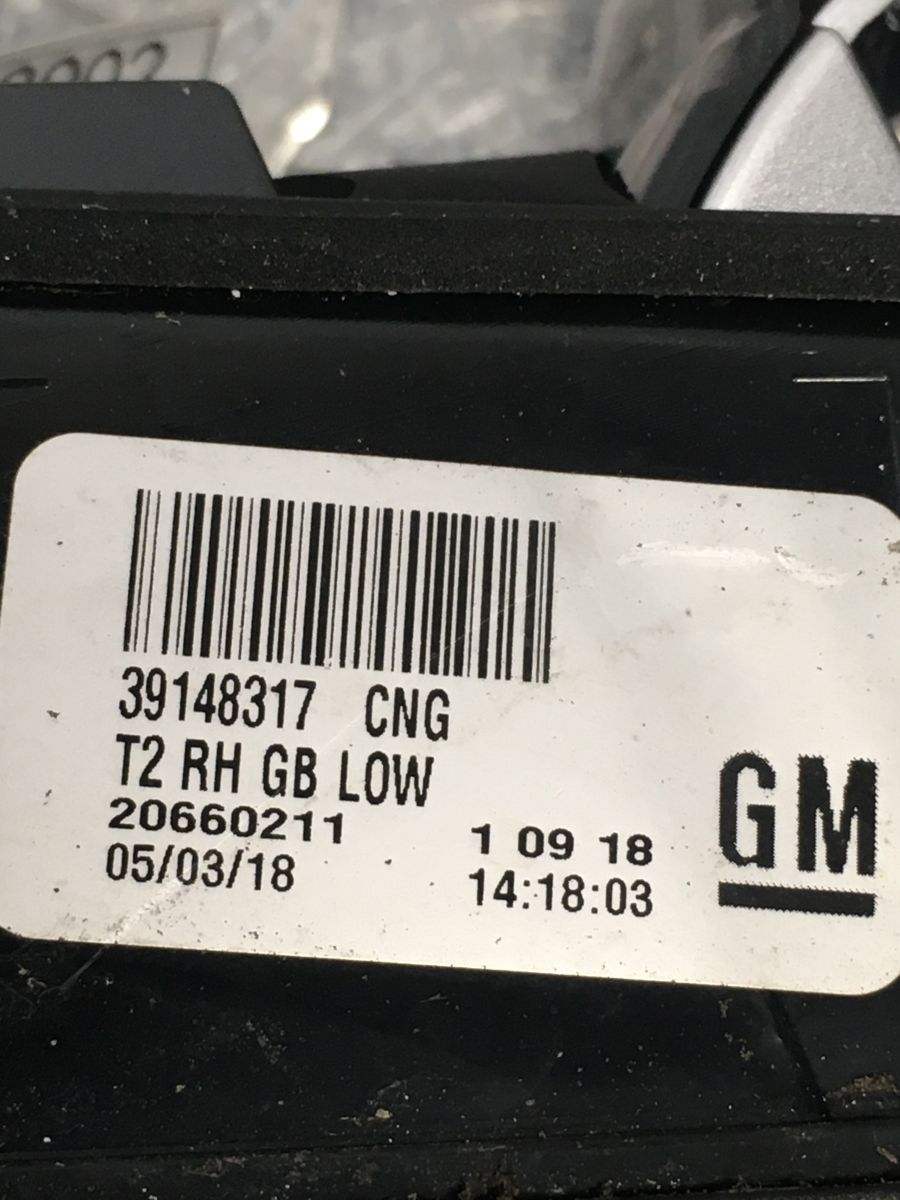 39148317 CNG
T2 RH GB LOW
20660211 1 09 18
05/03/18 14:18:03
GM